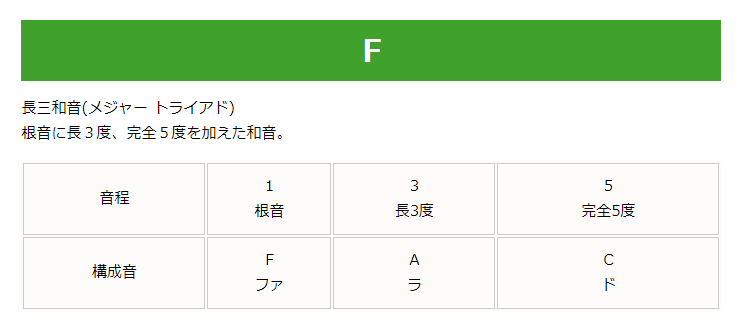 F
長三和音(メジャー トライアド)
根音に長３度、完全５度を加えた和音。
音程
1
根音
3
長3度
5
完全5度
構成音
F
ファ
A
ラ
C
ド